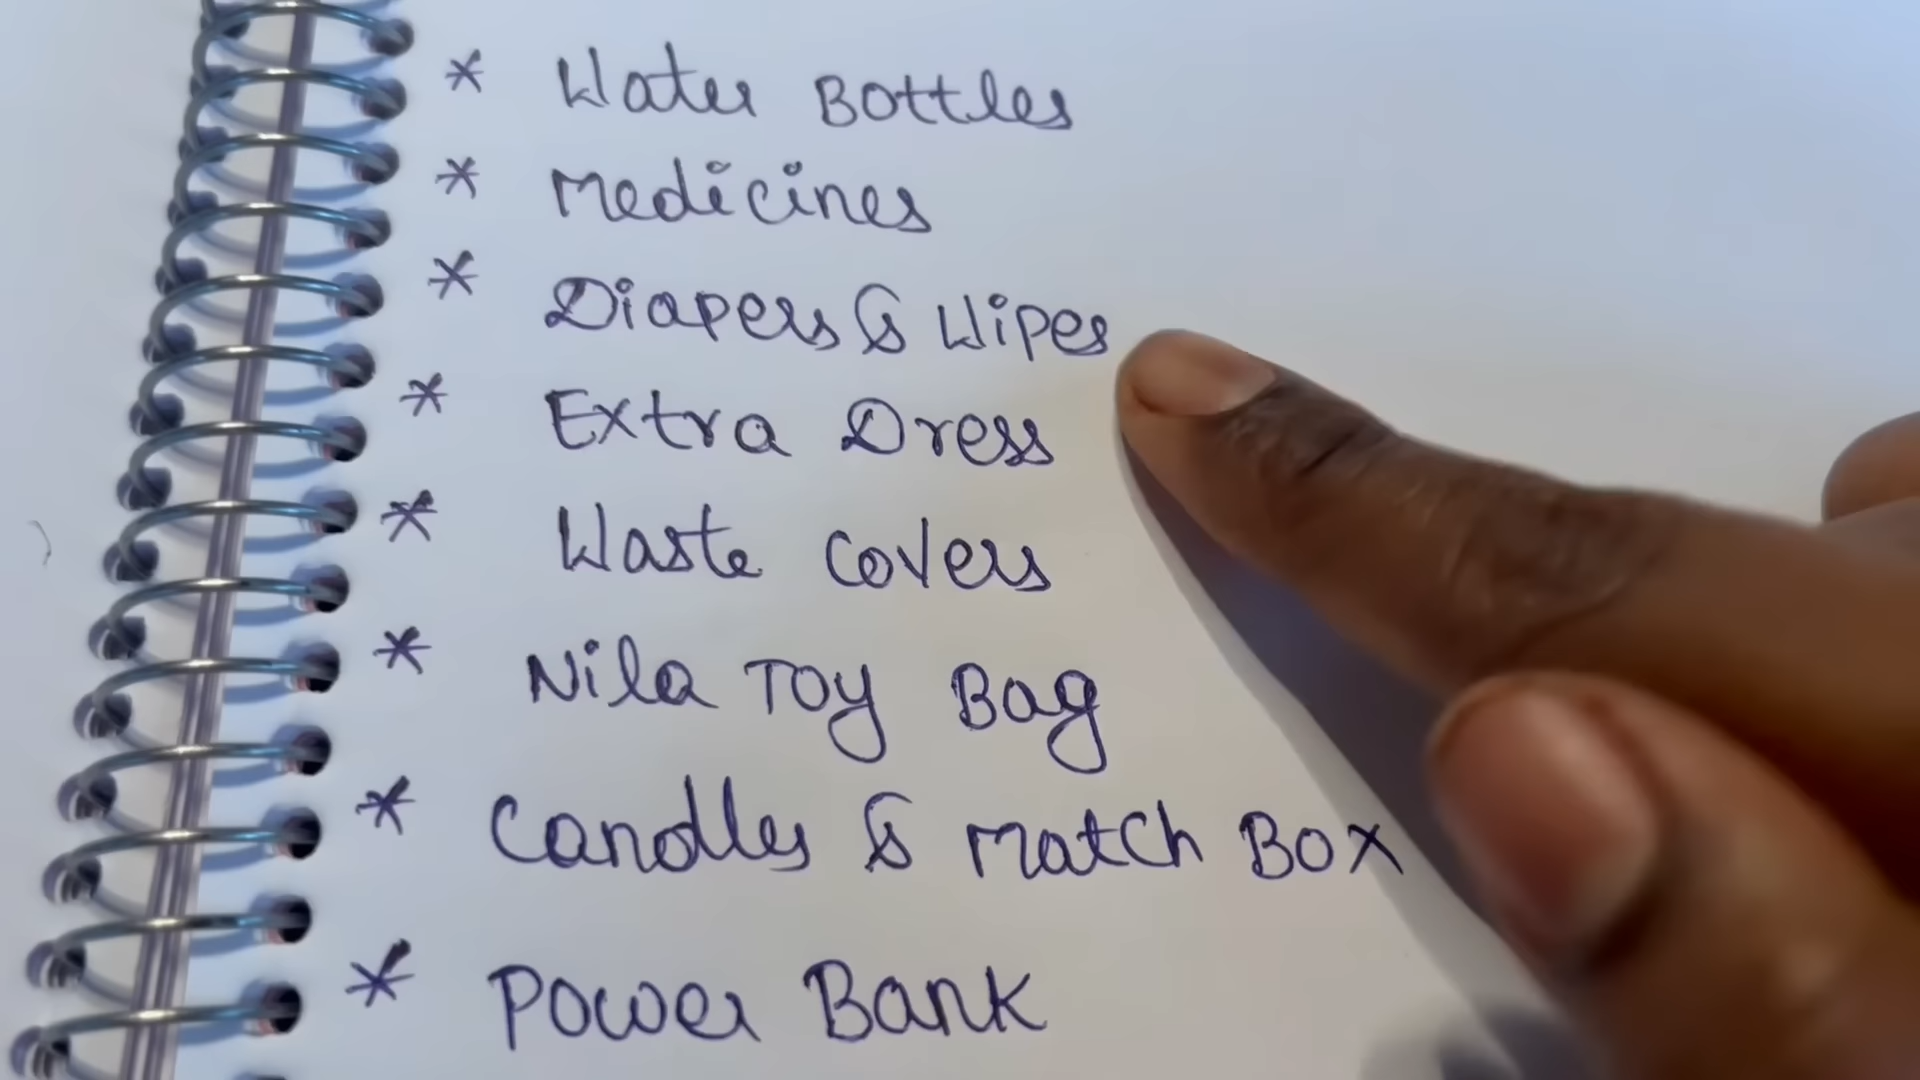 * Water Bottles
* Medicines
* Diapers & Wipes
* Extra Dress
* Waste Covers
* Nila Toy Bag
* Candles & Match Box
* Power Bank